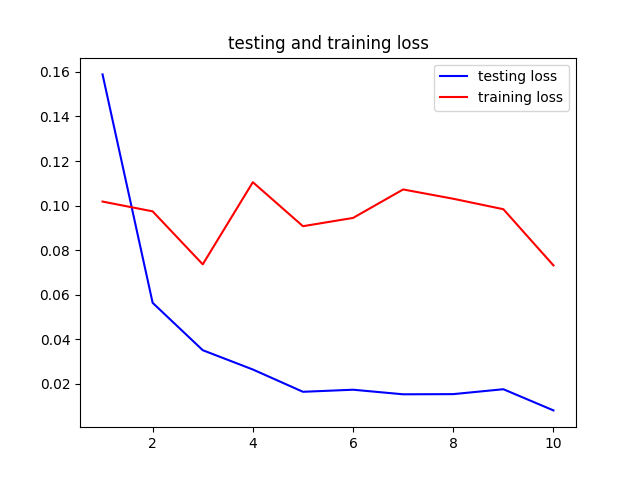 testing and training loss
testing loss
training loss
0.16
0.14
0.12
0.10
0.08
0.06
0.04
0.02
2 4 6 8 10